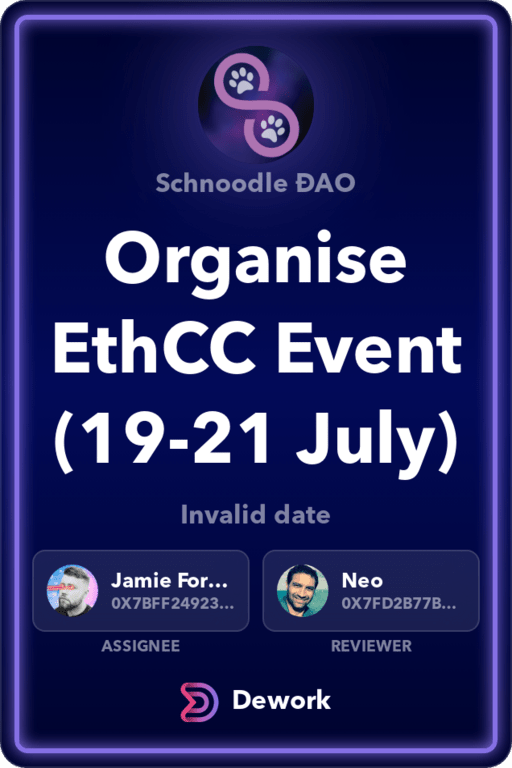 Schnoodle ĐAO
Organise
EthCC Event
(19-21 July)
Invalid date
Jamie For...
0X7BFF24923...
Neo
0X7FD2B77B...
ASSIGNEE
REVIEWER
Dework